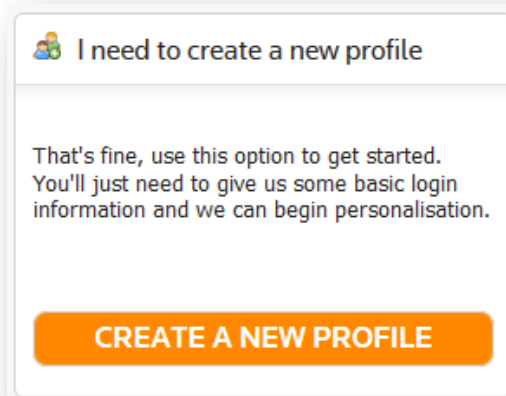 I need to create a new profile
That's fine, use this option to get started.
You'll just need to give us some basic login
information and we can begin personalisation.
CREATE A NEW PROFILE